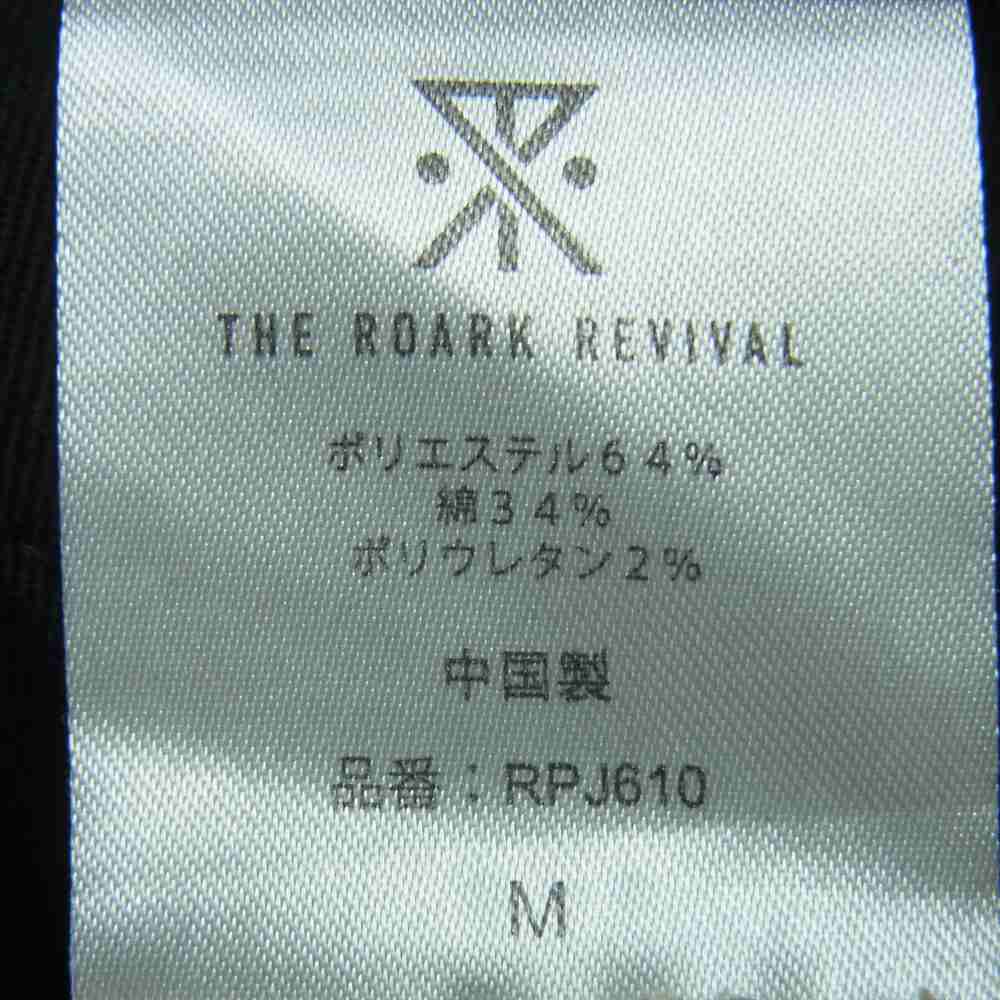 THE ROARK REVIVAL
ポリエステル64%
綿34%
ポリウレタン2%
中国製
品番：RPJ610
M